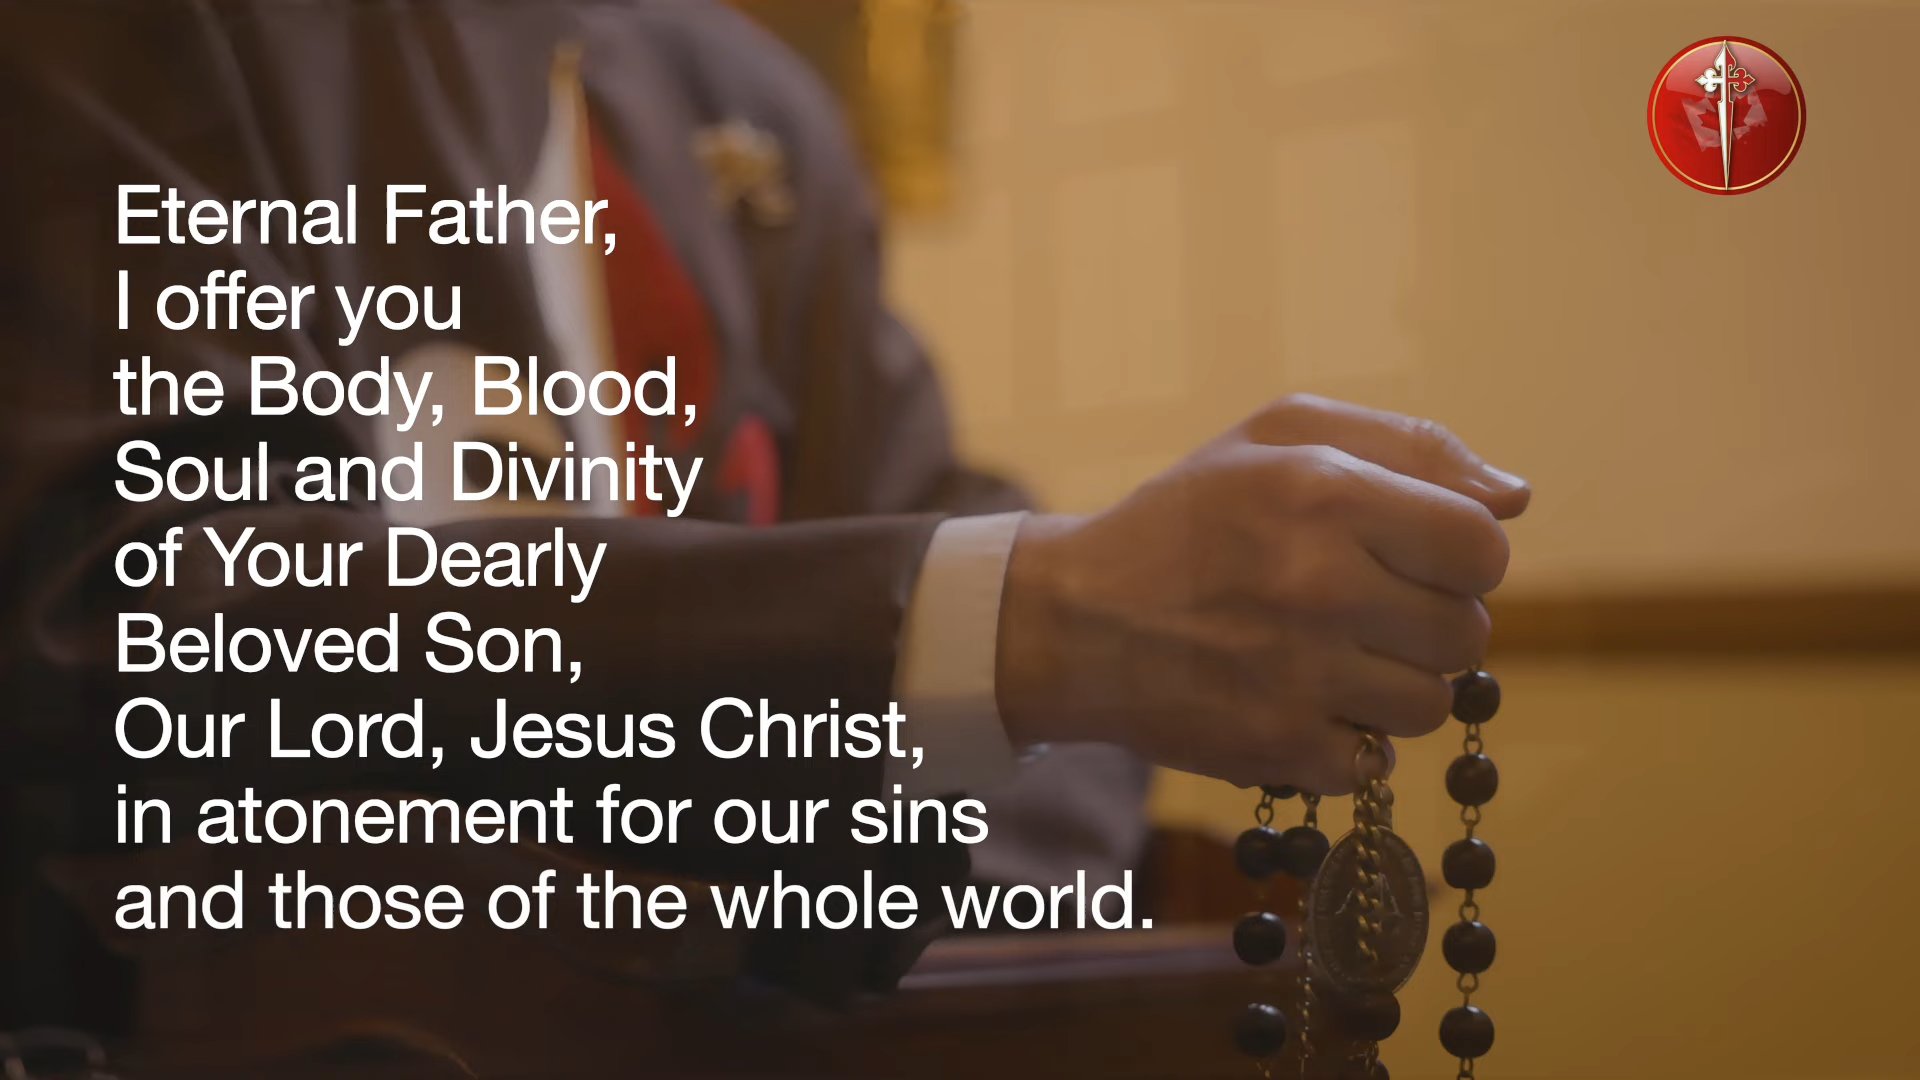 Eternal Father,
I offer you
the Body, Blood,
Soul and Divinity
of Your Dearly
Beloved Son,
Our Lord, Jesus Christ,
in atonement for our sins
and those of the whole world.